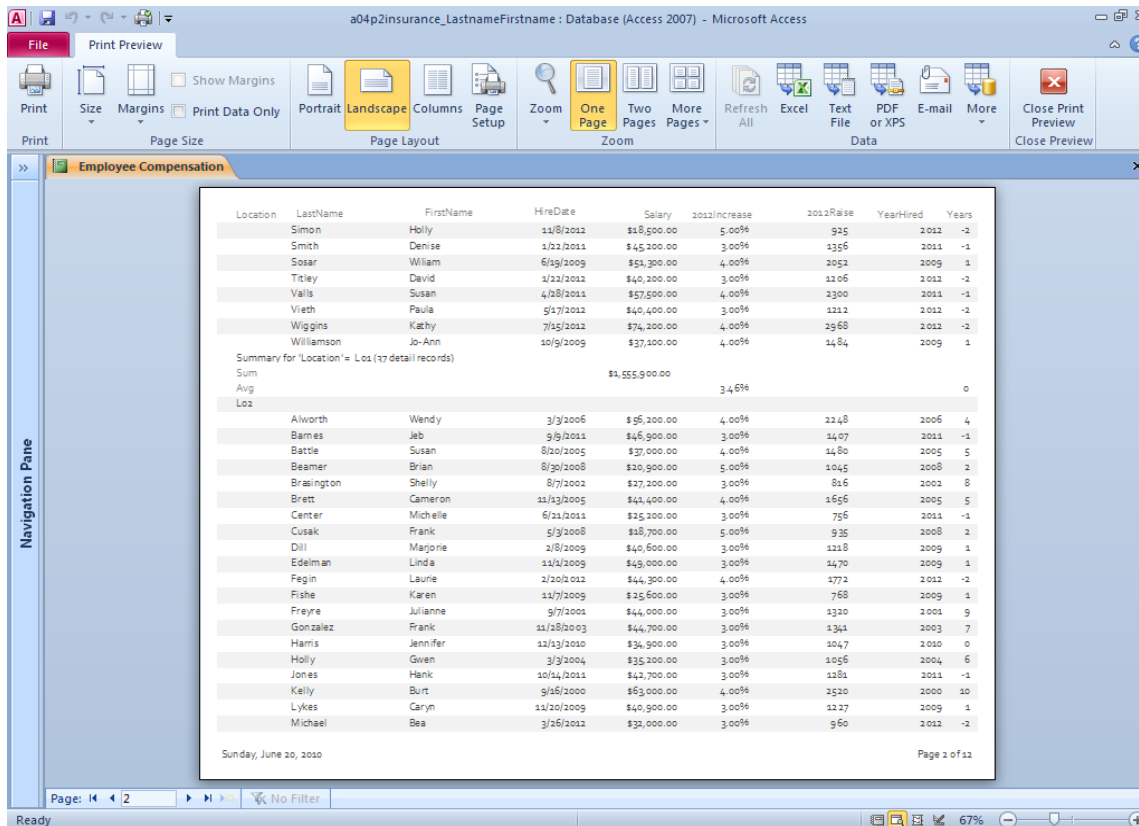 a04p2insurance_LastnameFirstname : Database (Access 2007) - Microsoft Access
File Print Preview
Show Margins
Print Data Only
Print Size Margins Portrait Landscape Columns Page Setup Zoom One Page Two Pages More Pages Refresh All Excel Text File PDF or XPS E-mail More Close Print Preview
Print Page Size Page Layout Zoom Data Close Preview
Employee Compensation
Navigation Pane
Location LastName FirstName HireDate Salary 2012Increase 2012Raise YearHired Years
Simon Holly 11/8/2012 $18,500.00 5.00% 925 2012 -2
Smith Denise 1/22/2011 $45,200.00 3.00% 1356 2011 -1
Sosar Wiliam 6/19/2009 $51,300.00 4.00% 2052 2009 1
Titley David 1/22/2012 $40,200.00 3.00% 1206 2012 -2
Valls Susan 4/28/2011 $57,500.00 4.00% 2300 2011 -1
Vieth Paula 5/17/2012 $40,400.00 3.00% 1212 2012 -2
Wiggins Kathy 7/15/2012 $74,200.00 4.00% 2968 2012 -2
Williamson Jo-Ann 10/9/2009 $37,100.00 4.00% 1484 2009 1
Summary for 'Location' = L01 (37 detail records)
Sum $1,555,900.00
Avg 3.46% 0
L02
Alworth Wendy 3/3/2006 $56,200.00 4.00% 2248 2006 4
Barnes Jeb 9/9/2011 $46,900.00 3.00% 1407 2011 -1
Battle Susan 8/20/2005 $37,000.00 4.00% 1480 2005 5
Beamer Brian 8/30/2008 $20,900.00 5.00% 1045 2008 2
Brasington Shelly 8/7/2002 $27,200.00 3.00% 816 2002 8
Brett Cameron 11/13/2005 $41,400.00 4.00% 1656 2005 5
Center Michelle 6/21/2011 $25,200.00 3.00% 756 2011 -1
Cusak Frank 5/3/2008 $18,700.00 5.00% 935 2008 2
Dill Marjorie 2/8/2009 $40,600.00 3.00% 1218 2009 1
Edelman Linda 11/1/2009 $49,000.00 3.00% 1470 2009 1
Fegin Laurie 2/20/2012 $44,300.00 4.00% 1772 2012 -2
Fishe Karen 11/7/2009 $25,600.00 3.00% 768 2009 1
Freyre Julianne 9/7/2001 $44,000.00 3.00% 1320 2001 9
Gonzalez Frank 11/28/2003 $44,700.00 3.00% 1341 2003 7
Harris Jennifer 12/13/2010 $34,900.00 3.00% 1047 2010 0
Holly Gwen 3/3/2004 $35,200.00 3.00% 1056 2004 6
Jones Hank 10/14/2011 $42,700.00 3.00% 1281 2011 -1
Kelly Burt 9/16/2000 $63,000.00 4.00% 2520 2000 10
Lykes Caryn 11/20/2009 $40,900.00 3.00% 1227 2009 1
Michael Bea 3/26/2012 $32,000.00 3.00% 960 2012 -2
Sunday, June 20, 2010 Page 2 of 12
Page: 2 No Filter
Ready 67%